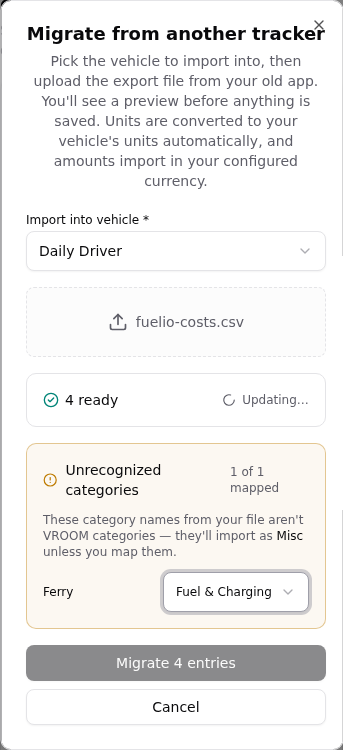 Migrate from another tracker
Pick the vehicle to import into, then
upload the export file from your old app.
You'll see a preview before anything is
saved. Units are converted to your
vehicle's units automatically, and
amounts import in your configured
currency.
Import into vehicle *
Daily Driver
fuelio-costs.csv
4 ready
Updating...
Unrecognized
categories
1 of 1
mapped
These category names from your file aren't
VROOM categories — they'll import as Misc
unless you map them.
Ferry
Fuel & Charging
Migrate 4 entries
Cancel